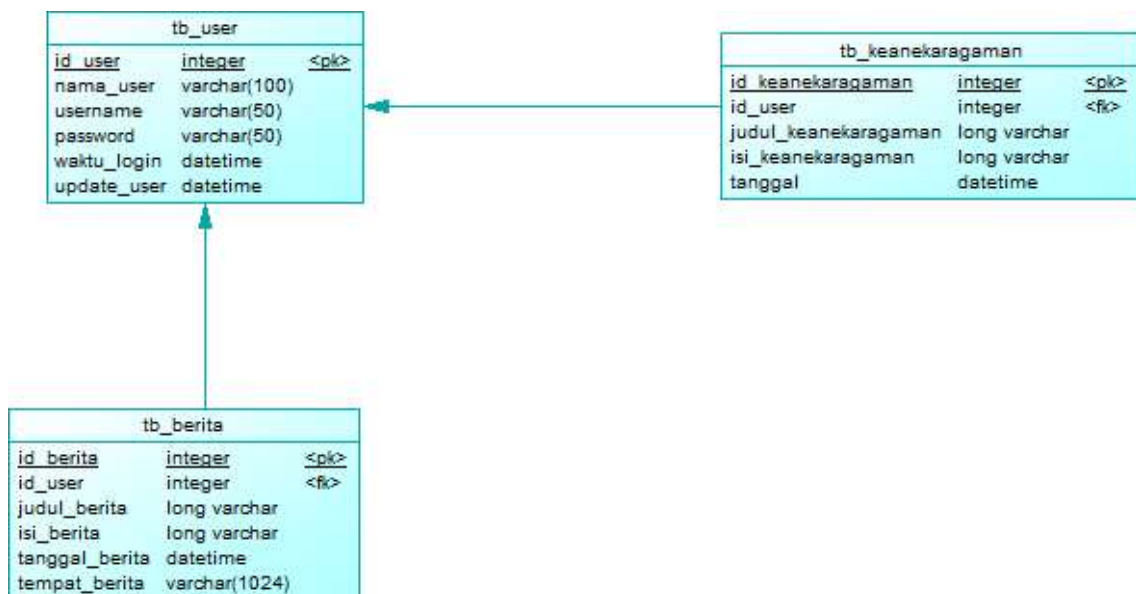 tb_user
id_user integer <pk>
nama_user varchar(100)
username varchar(50)
password varchar(50)
waktu_login datetime
update_user datetime
tb_keanekaragaman
id_keanekaragaman integer <pk>
id_user integer <fk>
judul_keanekaragaman long varchar
isi_keanekaragaman long varchar
tanggal datetime
tb_berita
id_berita integer <pk>
id_user integer <fk>
judul_berita long varchar
isi_berita long varchar
tanggal_berita datetime
tempat_berita varchar(1024)